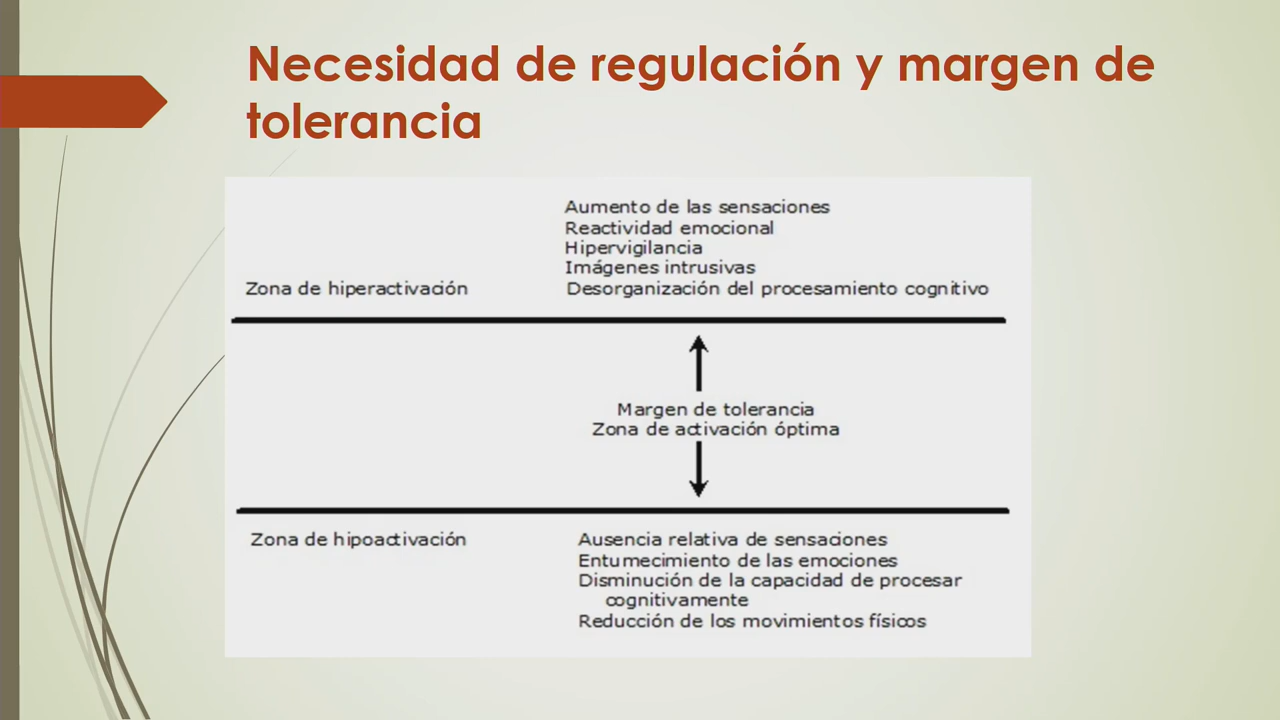 Necesidad de regulación y margen de
tolerancia
Aumento de las sensaciones
Reactividad emocional
Hipervigilancia
Imágenes intrusivas
Zona de hiperactivación
Desorganización del procesamiento cognitivo
Margen de tolerancia
Zona de activación óptima
Zona de hipoactivación
Ausencia relativa de sensaciones
Entumecimiento de las emociones
Disminución de la capacidad de procesar
cognitivamente
Reducción de los movimientos físicos